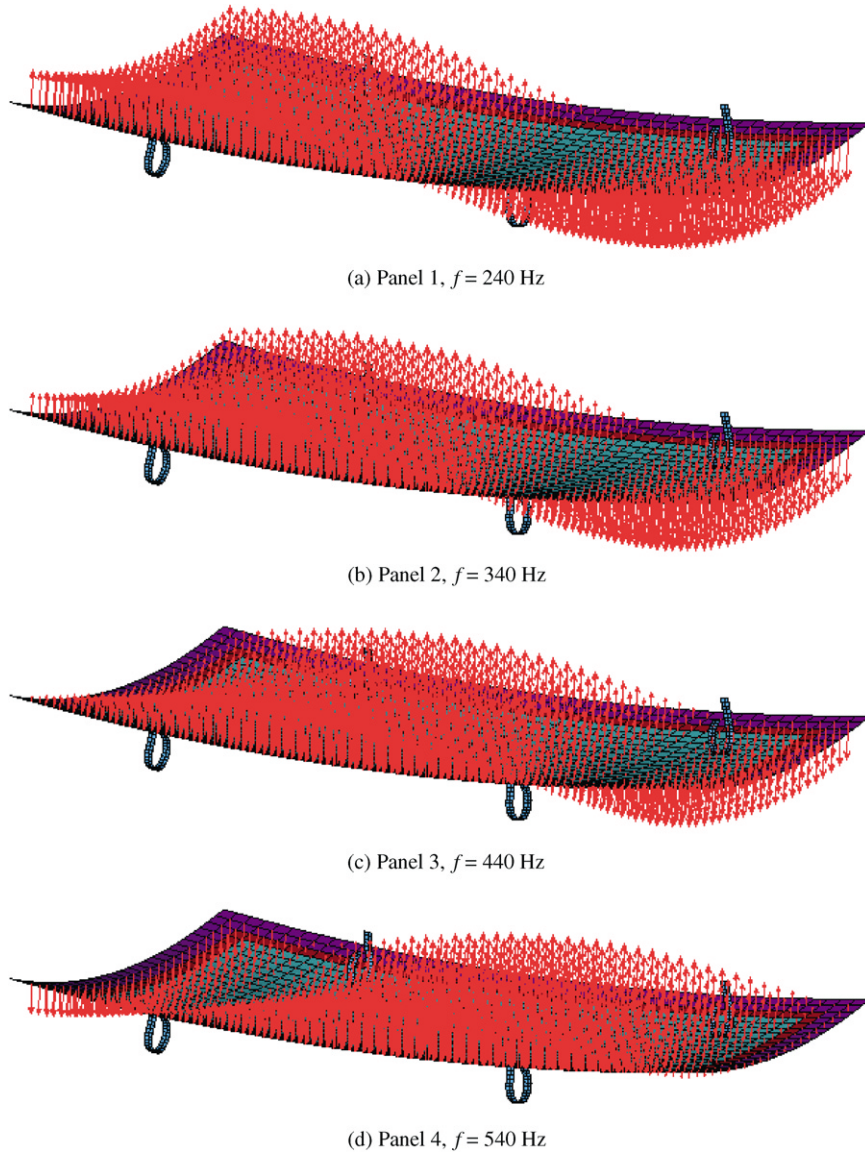 (a) Panel 1, f = 240 Hz
(b) Panel 2, f = 340 Hz
(c) Panel 3, f = 440 Hz
(d) Panel 4, f = 540 Hz